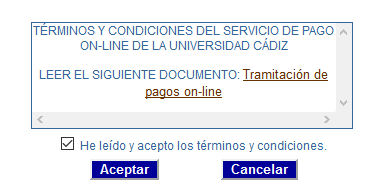 TÉRMINOS Y CONDICIONES DEL SERVICIO DE PAGO
ON-LINE DE LA UNIVERSIDAD CÁDIZ
LEER EL SIGUIENTE DOCUMENTO: Tramitación de
pagos on-line
He leído y acepto los términos y condiciones.
Aceptar Cancelar